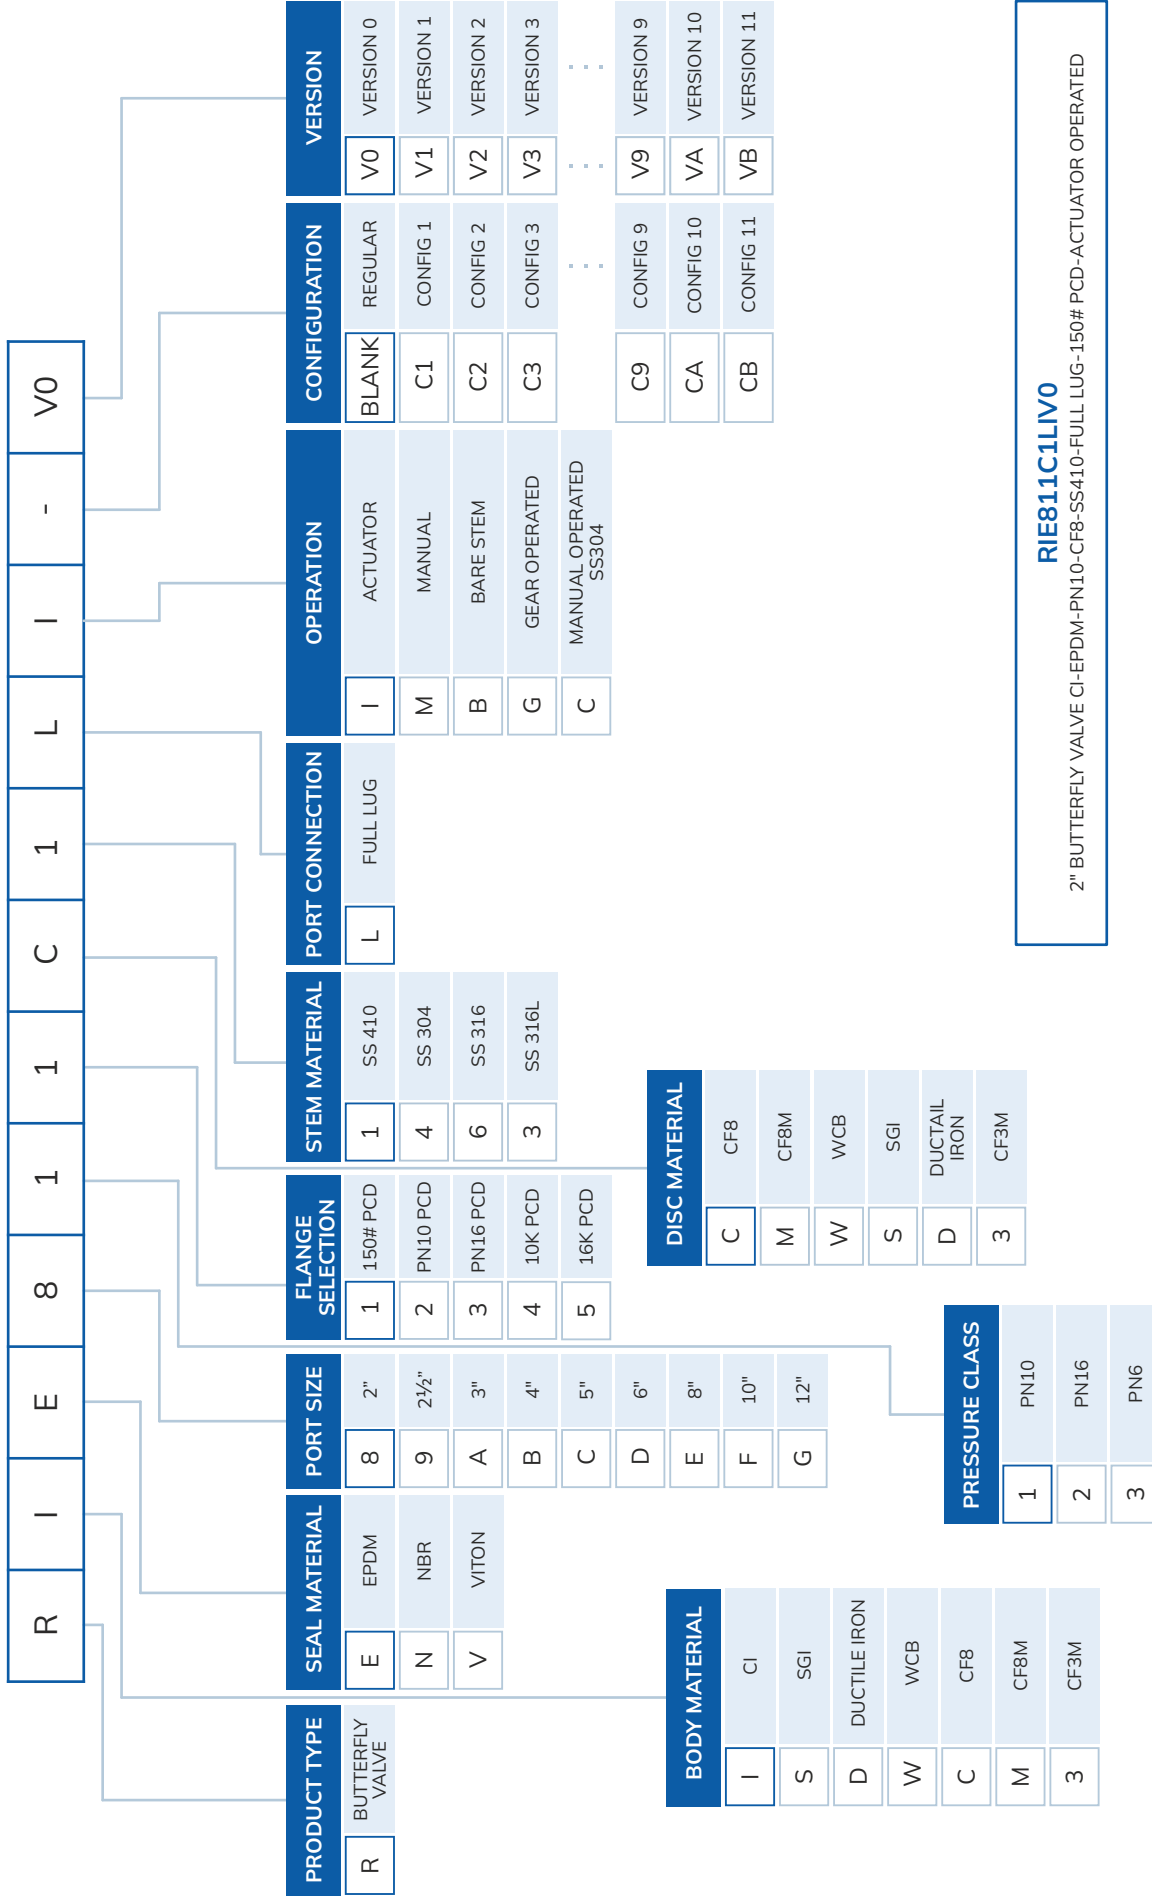 R I E 8 1 1 C 1 L I - V0
PRODUCT TYPE
R BUTTERFLY
VALVE
SEAL MATERIAL
E EPDM
N NBR
V VITON
PORT SIZE
8 2"
9 2½"
A 3"
B 4"
C 5"
D 6"
E 8"
F 10"
G 12"
FLANGE
SELECTION
1 150# PCD
2 PN10 PCD
3 PN16 PCD
4 10K PCD
5 16K PCD
STEM MATERIAL
1 SS 410
4 SS 304
6 SS 316
3 SS 316L
PORT CONNECTION
L FULL LUG
OPERATION
I ACTUATOR
M MANUAL
B BARE STEM
G GEAR OPERATED
C MANUAL OPERATED
SS304
CONFIGURATION
BLANK REGULAR
C1 CONFIG 1
C2 CONFIG 2
C3 CONFIG 3
... ...
C9 CONFIG 9
CA CONFIG 10
CB CONFIG 11
VERSION
V0 VERSION 0
V1 VERSION 1
V2 VERSION 2
V3 VERSION 3
... ...
V9 VERSION 9
VA VERSION 10
VB VERSION 11
BODY MATERIAL
I CI
S SGI
D DUCTILE IRON
W WCB
C CF8
M CF8M
3 CF3M
PRESSURE CLASS
1 PN10
2 PN16
3 PN6
DISC MATERIAL
C CF8
M CF8M
W WCB
S SGI
D DUCTAIL
IRON
3 CF3M
RIE811C1LIV0
2" BUTTERFLY VALVE CI-EPDM-PN10-CF8-SS410-FULL LUG-150# PCD-ACTUATOR OPERATED